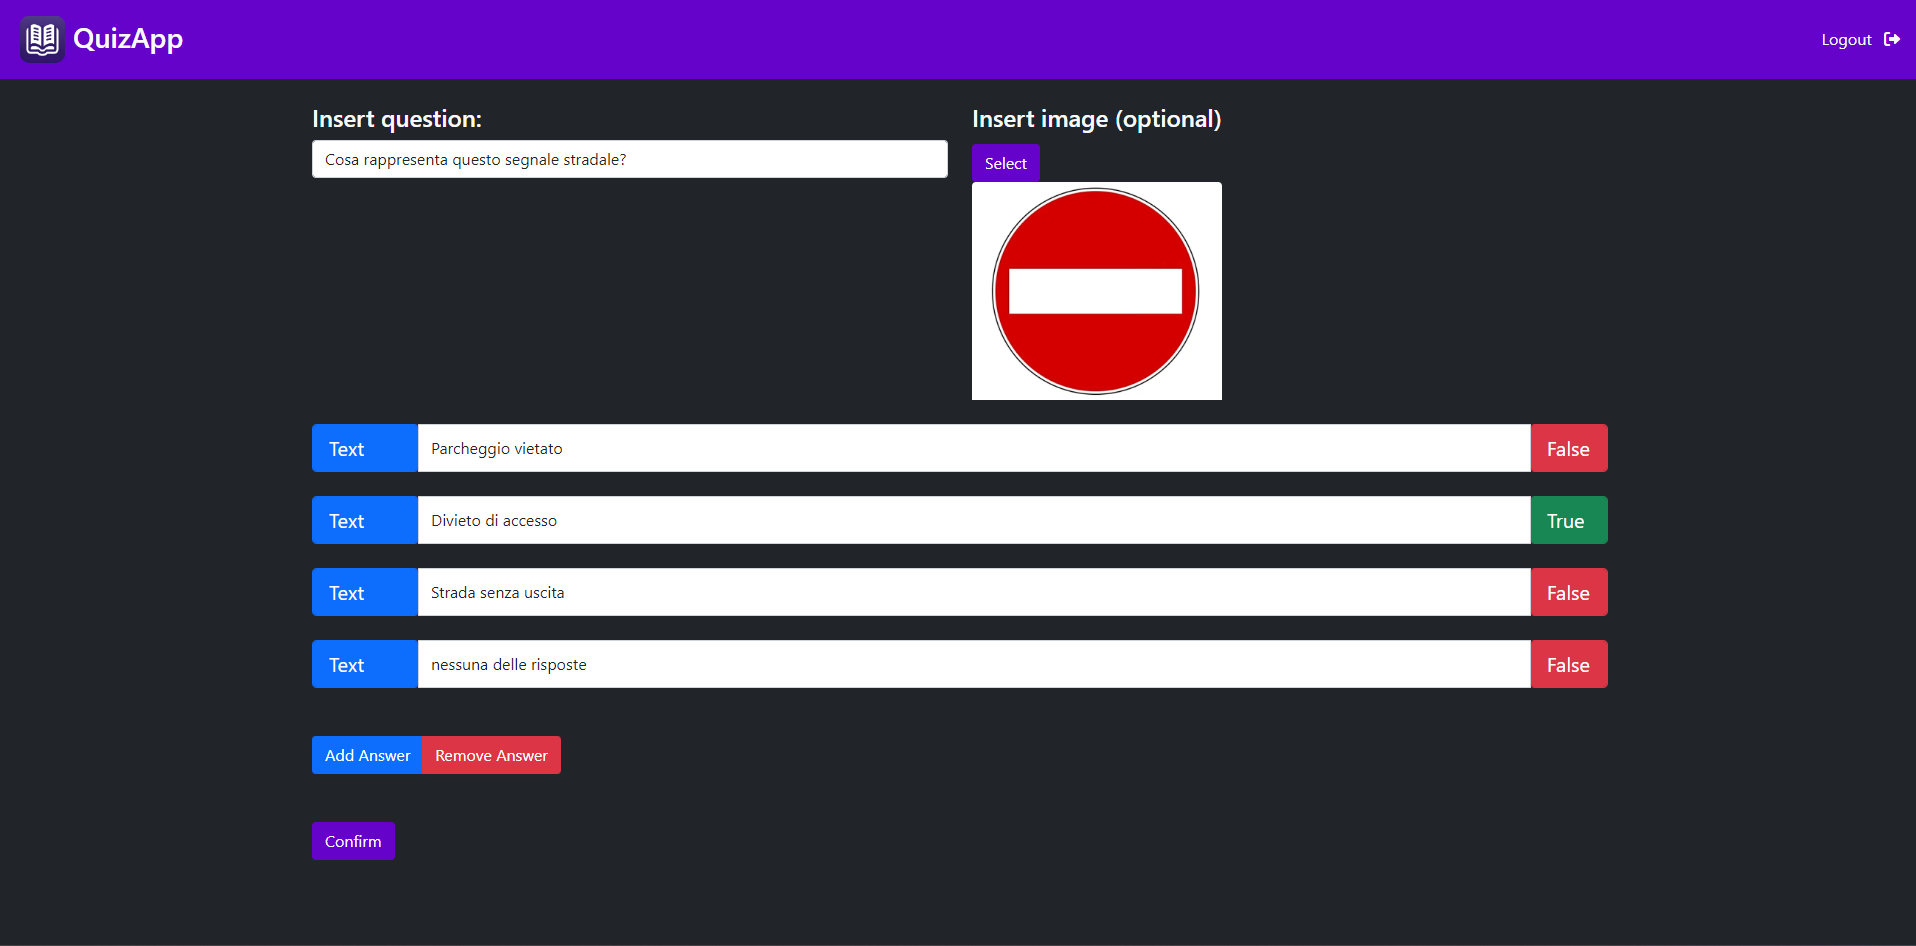 QuizApp
Logout
Insert question:
Cosa rappresenta questo segnale stradale?
Insert image (optional)
Select
Text
Parcheggio vietato
False
Text
Divieto di accesso
True
Text
Strada senza uscita
False
Text
nessuna delle risposte
False
Add Answer
Remove Answer
Confirm